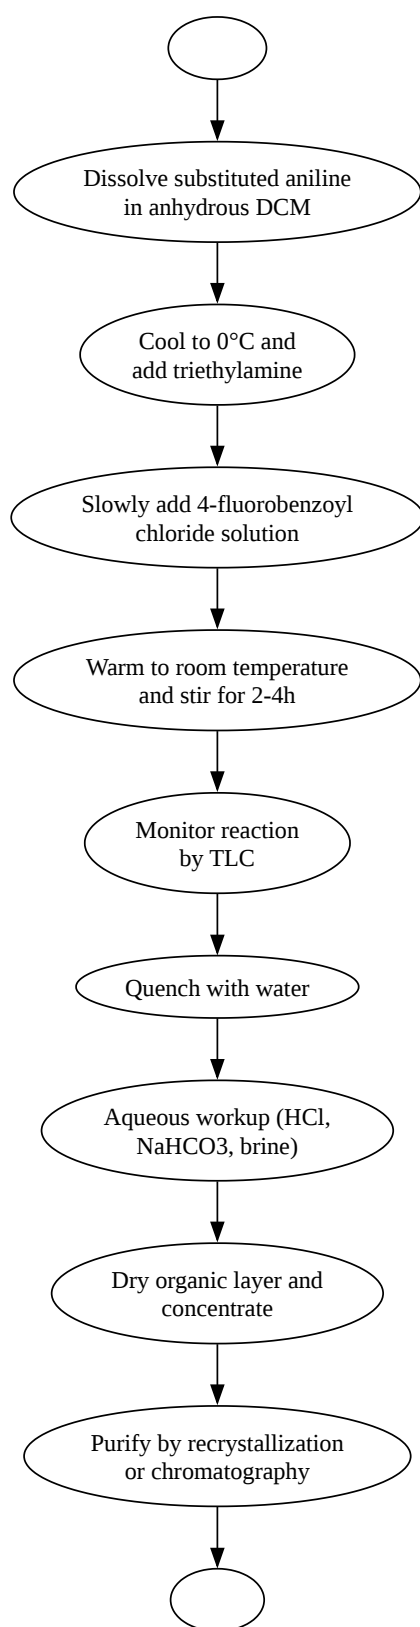 Dissolve substituted aniline
in anhydrous DCM
Cool to 0°C and
add triethylamine
Slowly add 4-fluorobenzoyl
chloride solution
Warm to room temperature
and stir for 2-4h
Monitor reaction
by TLC
Quench with water
Aqueous workup (HCl,
NaHCO3, brine)
Dry organic layer and
concentrate
Purify by recrystallization
or chromatography